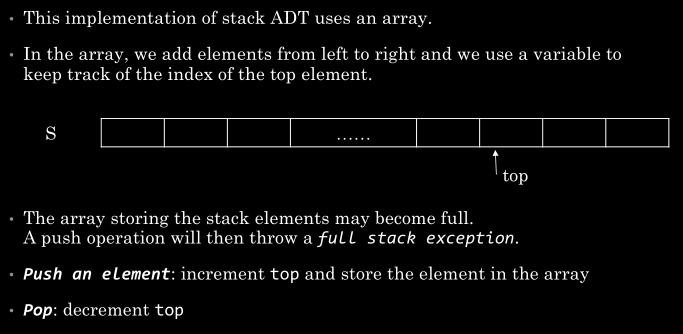 • This implementation of stack ADT uses an array.
• In the array, we add elements from left to right and we use a variable to
keep track of the index of the top element.
S
......
top
• The array storing the stack elements may become full.
A push operation will then throw a full stack exception.
• Push an element: increment top and store the element in the array
• Pop: decrement top